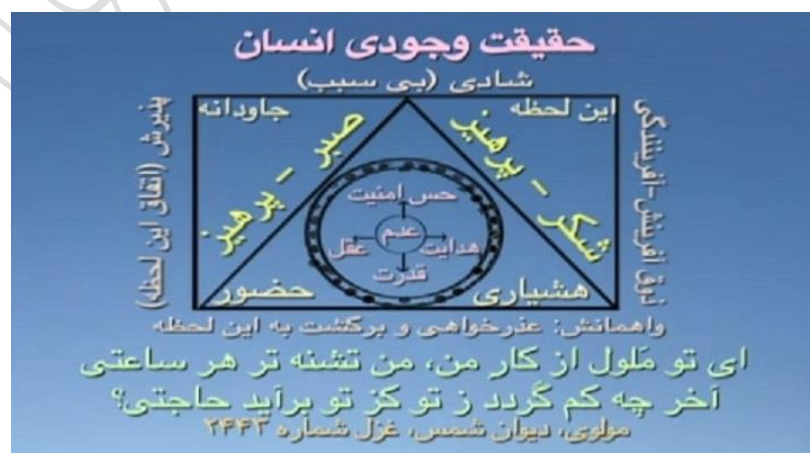 حقیقت وجودی انسان
شادی (بی سبب)
این لحظه
جاودانه
ذوق آفرینش-آفرینندگی
پذیرش (اتفاق این لحظه)
شکر - پرهیز
صبر - پرهیز
حس امنیت
عدم
هدایت
عقل
قدرت
هشیاری
حضور
واهمانش: عذرخواهی و برگشت به این لحظه
ای تو مَلول از کارِ من، من تشنه تر هر ساعتی
آخر چه کم گردد ز تو کز تو برآید حاجتی؟
مولوی، دیوان شمس، غزل شماره ۲۴۴۳